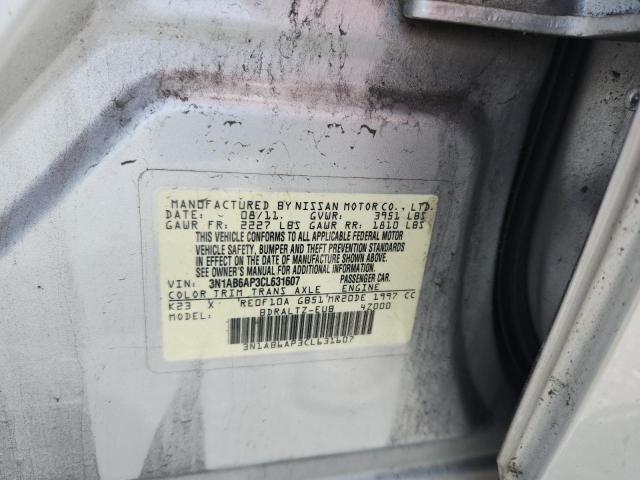 MANUFACTURED BY NISSAN MOTOR CO., LTD.
DATE: 08/11. GVWR: 3951 LBS
GAWR FR: 2227 LBS GAWR RR: 1810 LBS
THIS VEHICLE CONFORMS TO ALL APPLICABLE FEDERAL MOTOR
VEHICLE SAFETY, BUMPER AND THEFT PREVENTION STANDARDS
IN EFFECT ON THE DATE OF MANUFACTURE SHOWN ABOVE.
SEE OWNER'S MANUAL FOR ADDITIONAL INFORMATION.
VIN: 3N1AB6AP3CL631607 PASSENGER CAR.
COLOR TRIM TRANS AXLE ENGINE
K23 X REOF10A GB51 MR20DE 1997 CC
MODEL: BDRALTZ-EUB 47000
3N1AB6AP3CL631607